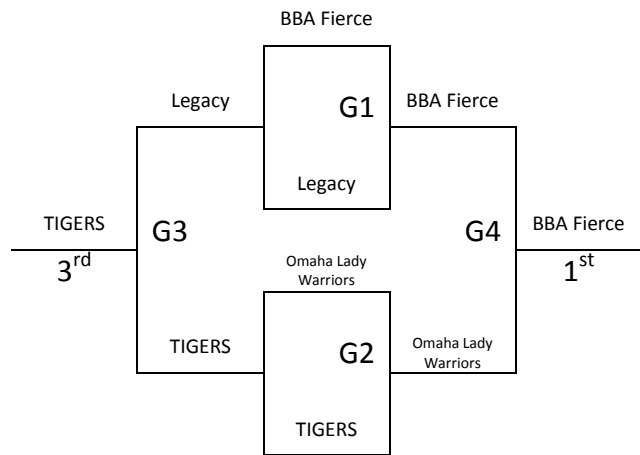 BBA Fierce
Legacy
G1
BBA Fierce
Legacy
TIGERS
G3
G4
BBA Fierce
3rd
1st
Omaha Lady
Warriors
TIGERS
G2
Omaha Lady
Warriors
TIGERS